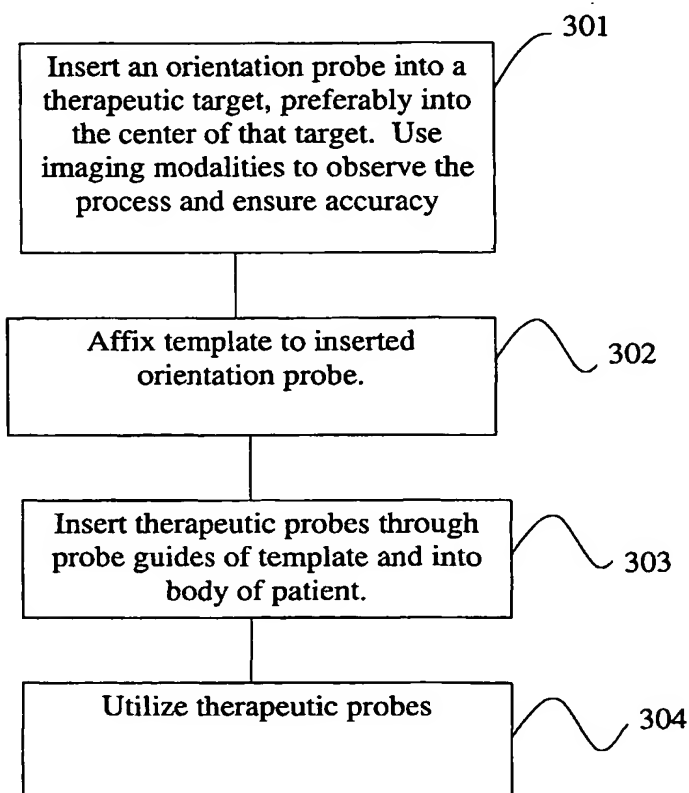 301
Insert an orientation probe into a
therapeutic target, preferably into
the center of that target. Use
imaging modalities to observe the
process and ensure accuracy
Affix template to inserted
orientation probe.
302
Insert therapeutic probes through
probe guides of template and into
body of patient.
303
Utilize therapeutic probes
304